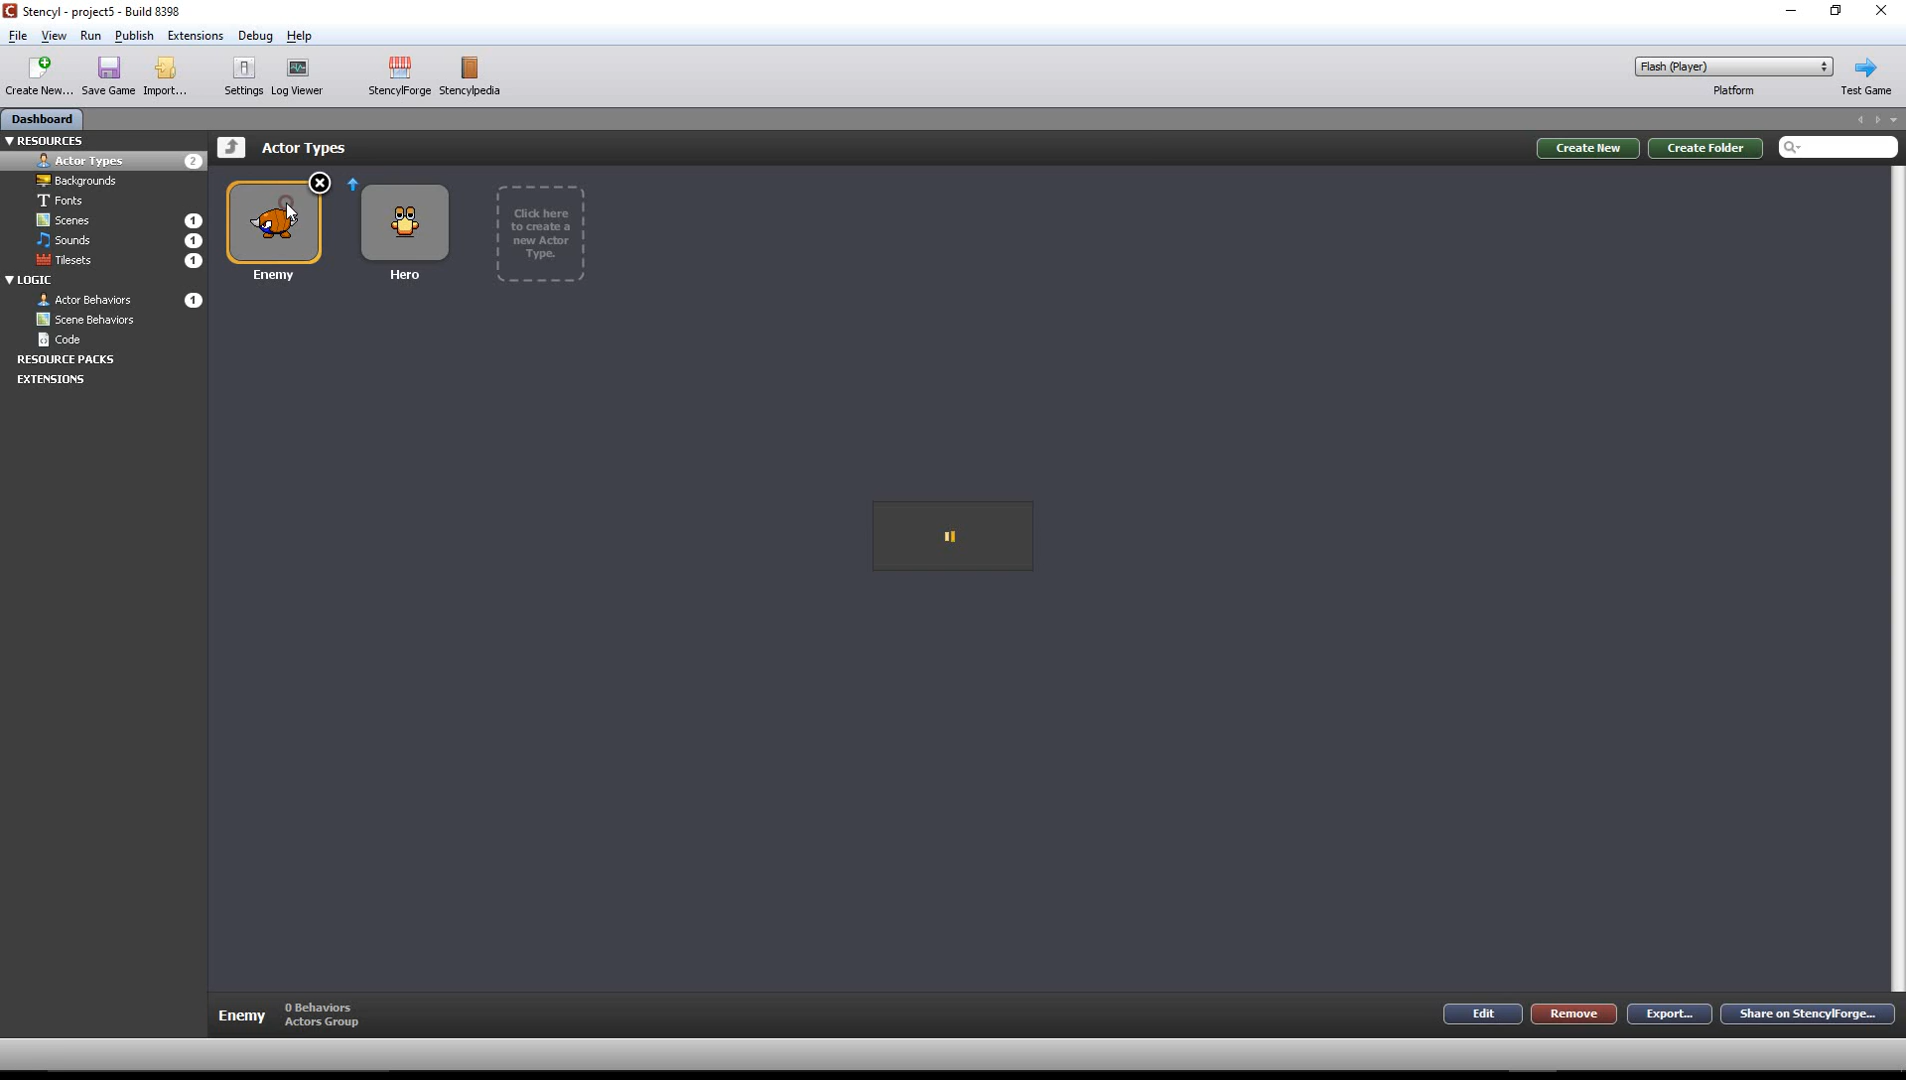 Stencyl - project5 - Build 8398
File View Run Publish Extensions Debug Help
Create New... Save Game Import... Settings Log Viewer StencylForge Stencylpedia
Flash (Player)
Platform Test Game
Dashboard
RESOURCES
Actor Types 2
Backgrounds
Fonts
Scenes 1
Sounds 1
Tilesets 1
LOGIC
Actor Behaviors 1
Scene Behaviors
Code
RESOURCE PACKS
EXTENSIONS
Actor Types
Create New Create Folder
Enemy
Hero
Click here
to create a
new Actor
Type.
Enemy
0 Behaviors
Actors Group
Edit Remove Export... Share on StencylForge...